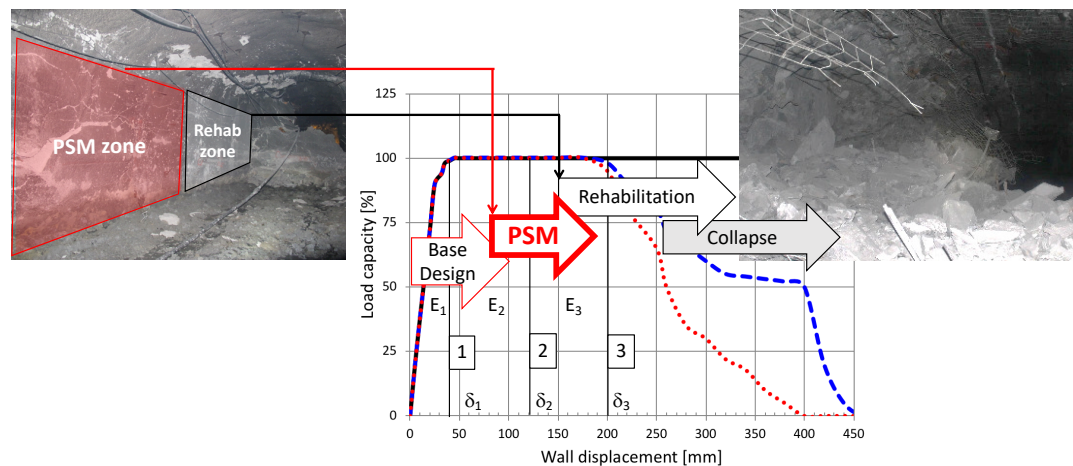 PSM zone
Rehab
zone
Load capacity [%]
125
100
75
50
25
0
Rehabilitation
PSM
Collapse
Base
Design
E1
E2
E3
1
2
3
δ1
δ2
δ3
0
50
100
150
200
250
300
350
400
450
Wall displacement [mm]